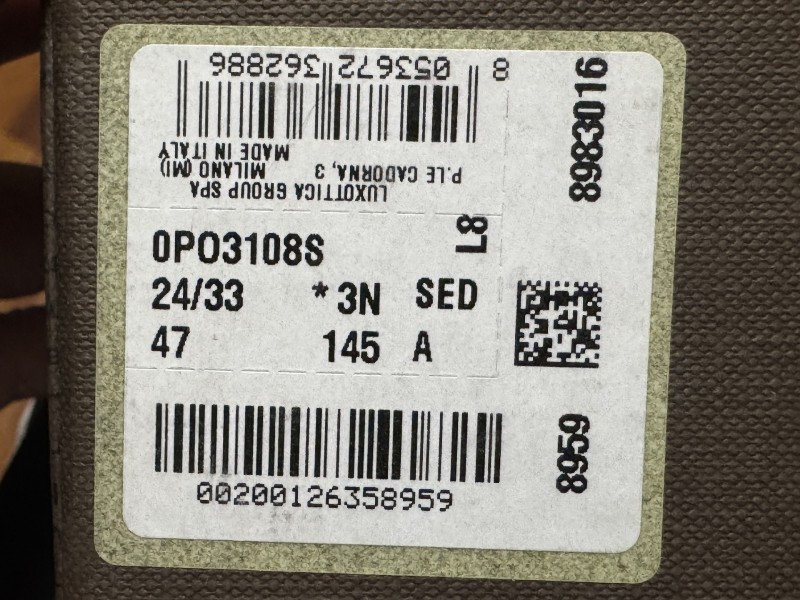 8 053672 362886
P.LE CADORNA, 3 MILANO (MI)
LUXOTTICA GROUP SPA
MADE IN ITALY
L8
0PO3108S
24/33 *3N SED
47 145 A
00200126358959
8983016
8959